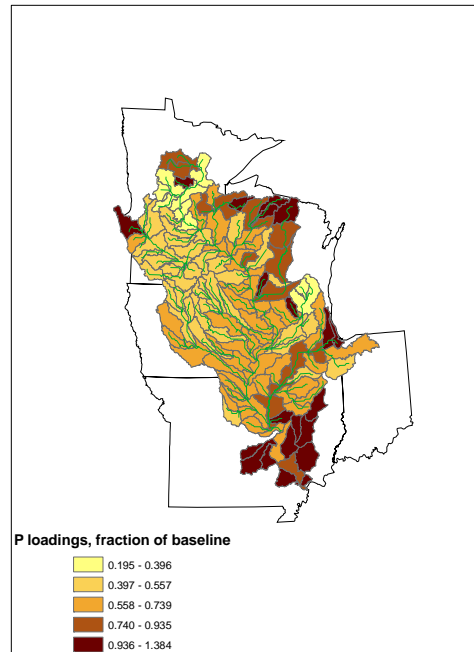 P loadings, fraction of baseline
0.195 - 0.396
0.397 - 0.557
0.558 - 0.739
0.740 - 0.935
0.936 - 1.384